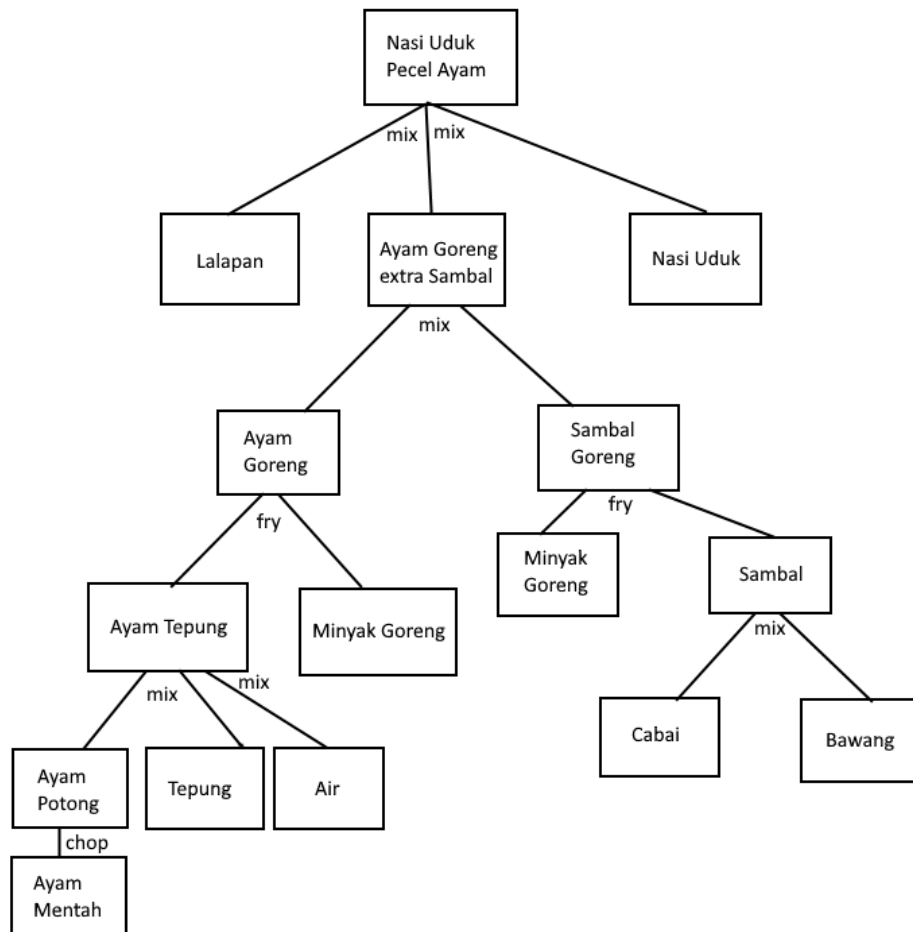 Nasi Uduk
Pecel Ayam
mix
mix
Lalapan
Ayam Goreng
extra Sambal
Nasi Uduk
mix
Ayam
Goreng
Sambal
Goreng
fry
fry
Minyak
Goreng
Sambal
Ayam Tepung
Minyak Goreng
mix
mix
mix
Cabai
Bawang
Ayam
Potong
Tepung
Air
chop
Ayam
Mentah